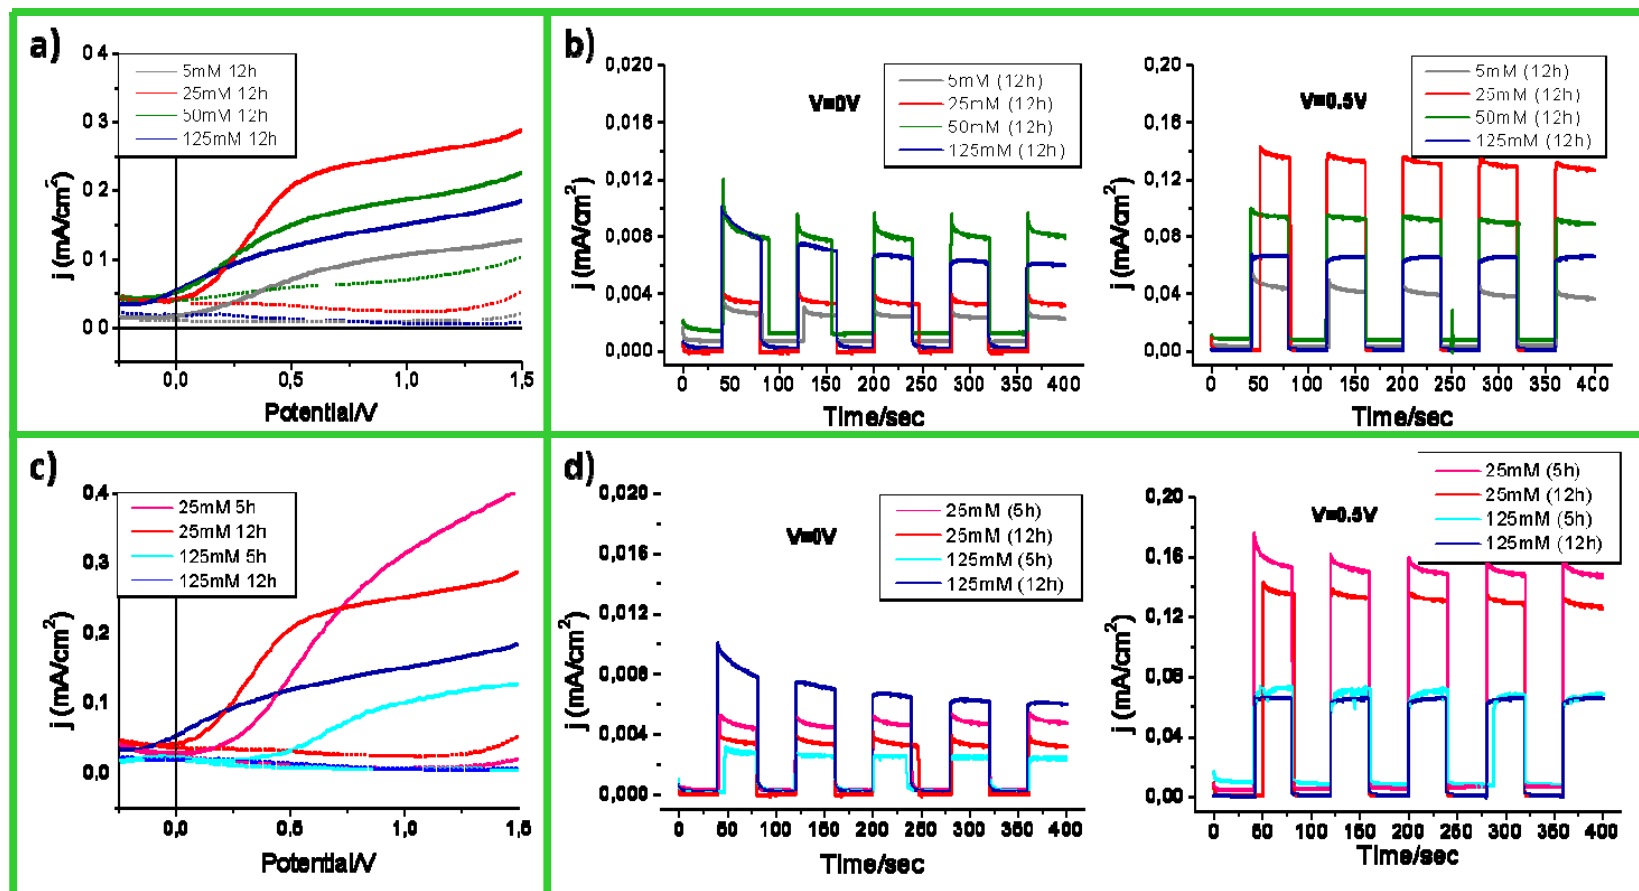 a)
0 4
0 3
0 2
0 1
0 0
j (mA/cm²)
5mM 12h
25mM 12h
50mM 12h
125mM 12h
0,0 0,5 1,0 1,5
Potential/V
b)
0,020
0,016
0,012
0,008
0,004
0,000
j (mA/cm²)
V=0V
5mM (12h)
25mM (12h)
50mM (12h)
125mM (12h)
0 50 100 150 200 250 300 350 400
Time/sec
0,20
0,16
0,12
0,08
0,04
0,00
j (mA/cm²)
V=0.5V
5mM (12h)
25mM (12h)
50mM (12h)
125mM (12h)
0 50 100 150 200 250 300 350 400
Time/sec
c)
0,4
0,3
0,2
0,1
0,0
j (mA/cm²)
25mM 5h
25mM 12h
125mM 5h
125mM 12h
0,0 0,5 1,0 1,5
Potential/V
d)
0,020
0,016
0,012
0,008
0,004
0,000
j (mA/cm²)
V=0V
25mM (5h)
25mM (12h)
125mM (5h)
125mM (12h)
0 50 100 150 200 250 300 350 400
Time/sec
0,20
0,16
0,12
0,08
0,04
0,00
j (mA/cm²)
V=0.5V
25mM (5h)
25mM (12h)
125mM (5h)
125mM (12h)
0 50 100 150 200 250 300 350 400
Time/sec